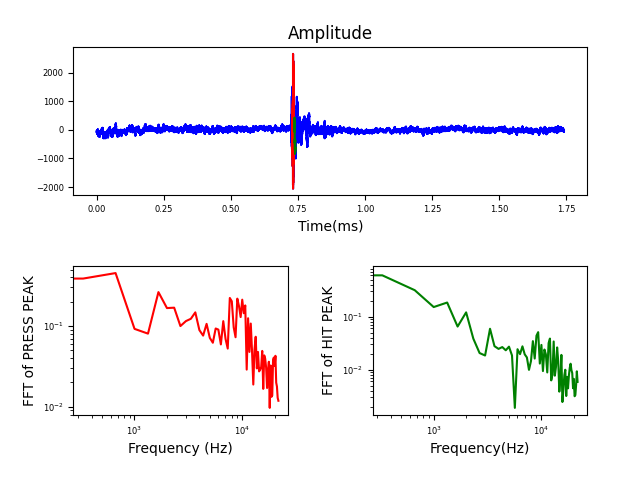 Amplitude
2000
1000
0
−1000
−2000
0.00 0.25 0.50 0.75 1.00 1.25 1.50 1.75
Time(ms)
FFT of PRESS PEAK
10⁻¹
10⁻²
10³ 10⁴
Frequency (Hz)
FFT of HIT PEAK
10⁻¹
10⁻²
10³ 10⁴
Frequency(Hz)